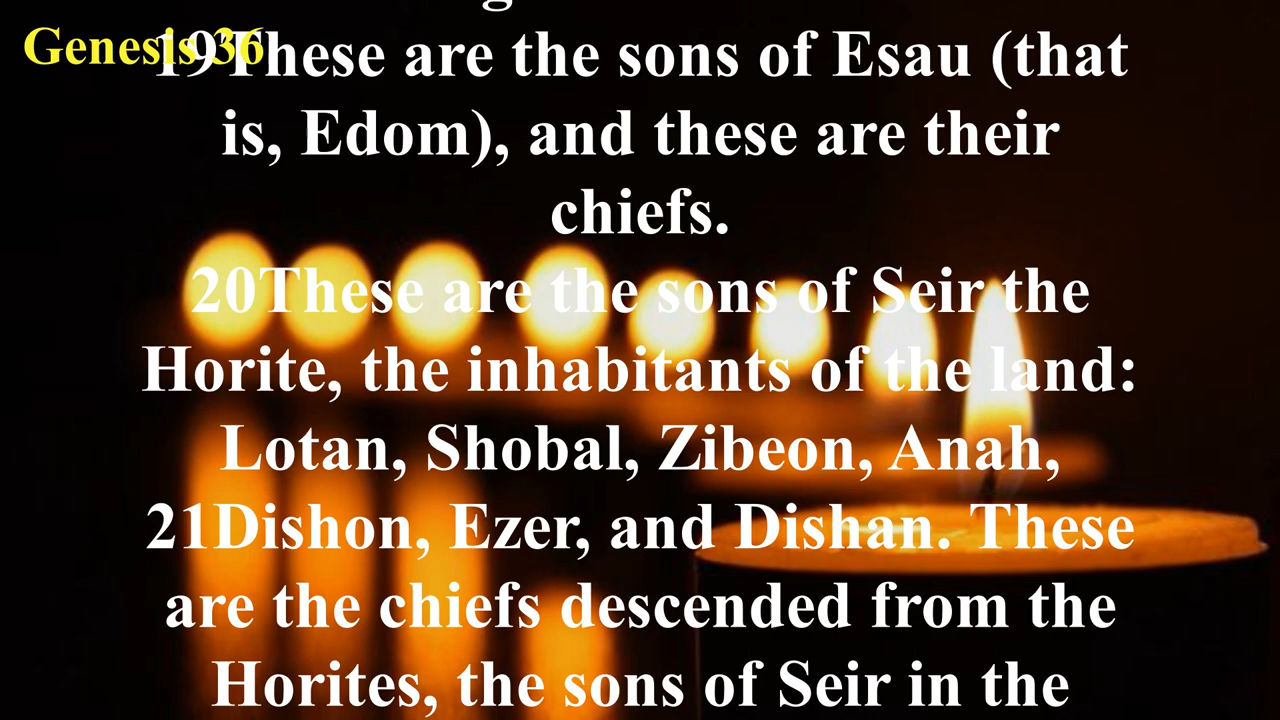 Genesis 36
19These are the sons of Esau (that
is, Edom), and these are their
chiefs.
20These are the sons of Seir the
Horite, the inhabitants of the land:
Lotan, Shobal, Zibeon, Anah,
21Dishon, Ezer, and Dishan. These
are the chiefs descended from the
Horites, the sons of Seir in the